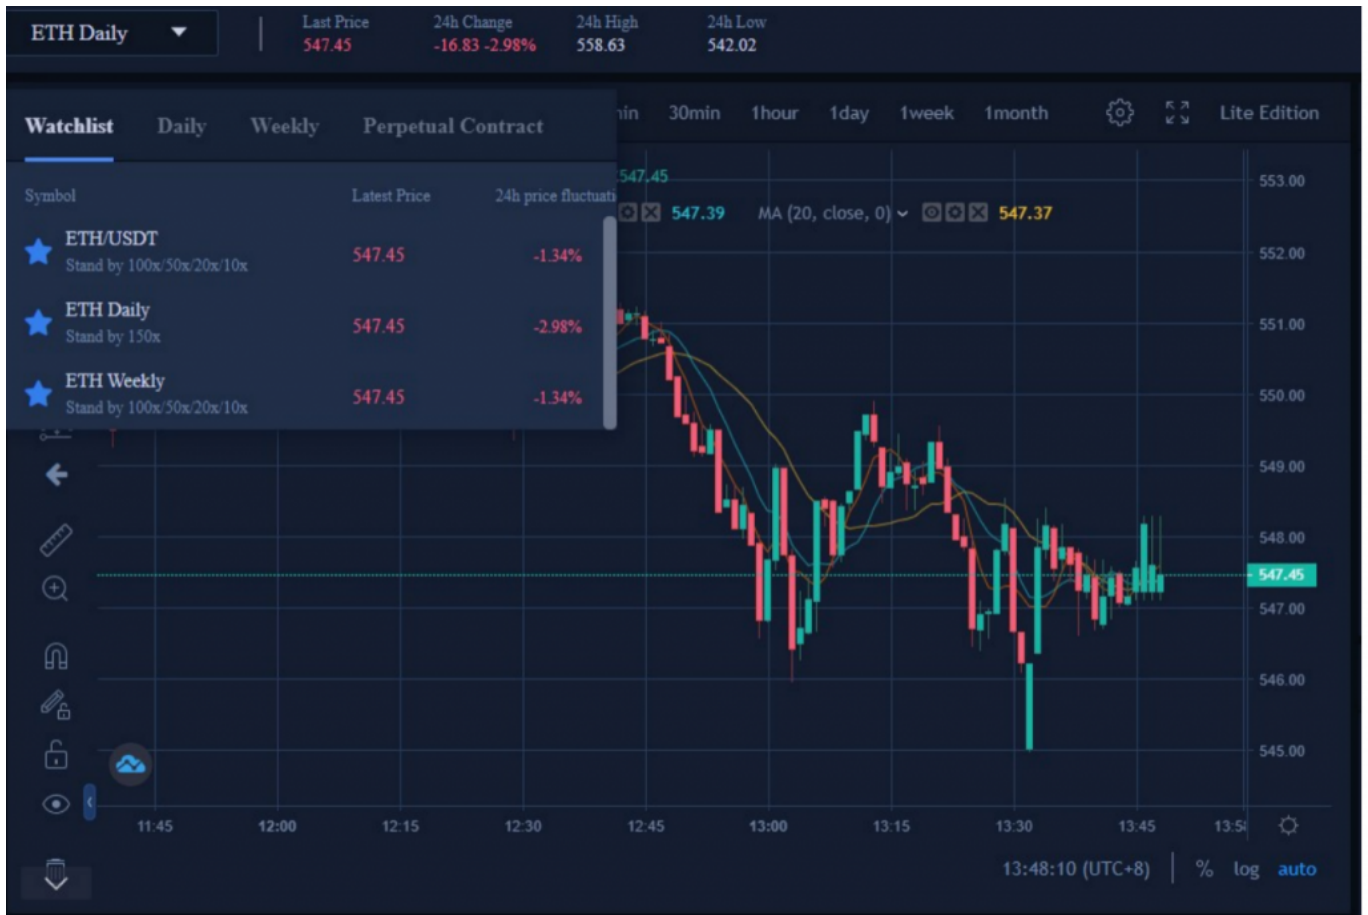 ETH Daily
Last Price
24h Change
24h High
24h Low
547.45
-16.83 -2.98%
558.63
542.02
Watchlist
Daily
Weekly
Perpetual Contract
30min
1hour
1day
1week
1month
Lite Edition
Symbol
Latest Price
24h price fluctuati
547.45
547.39
MA (20, close, 0)
547.37
ETH/USDT
Stand by 100x/50x/20x/10x
547.45
-1.34%
ETH Daily
Stand by 150x
547.45
-2.98%
ETH Weekly
Stand by 100x/50x/20x/10x
547.45
-1.34%
553.00
552.00
551.00
550.00
549.00
548.00
547.45
547.00
546.00
545.00
11:45
12:00
12:15
12:30
12:45
13:00
13:15
13:30
13:45
13:48:10 (UTC+8)
%
log
auto